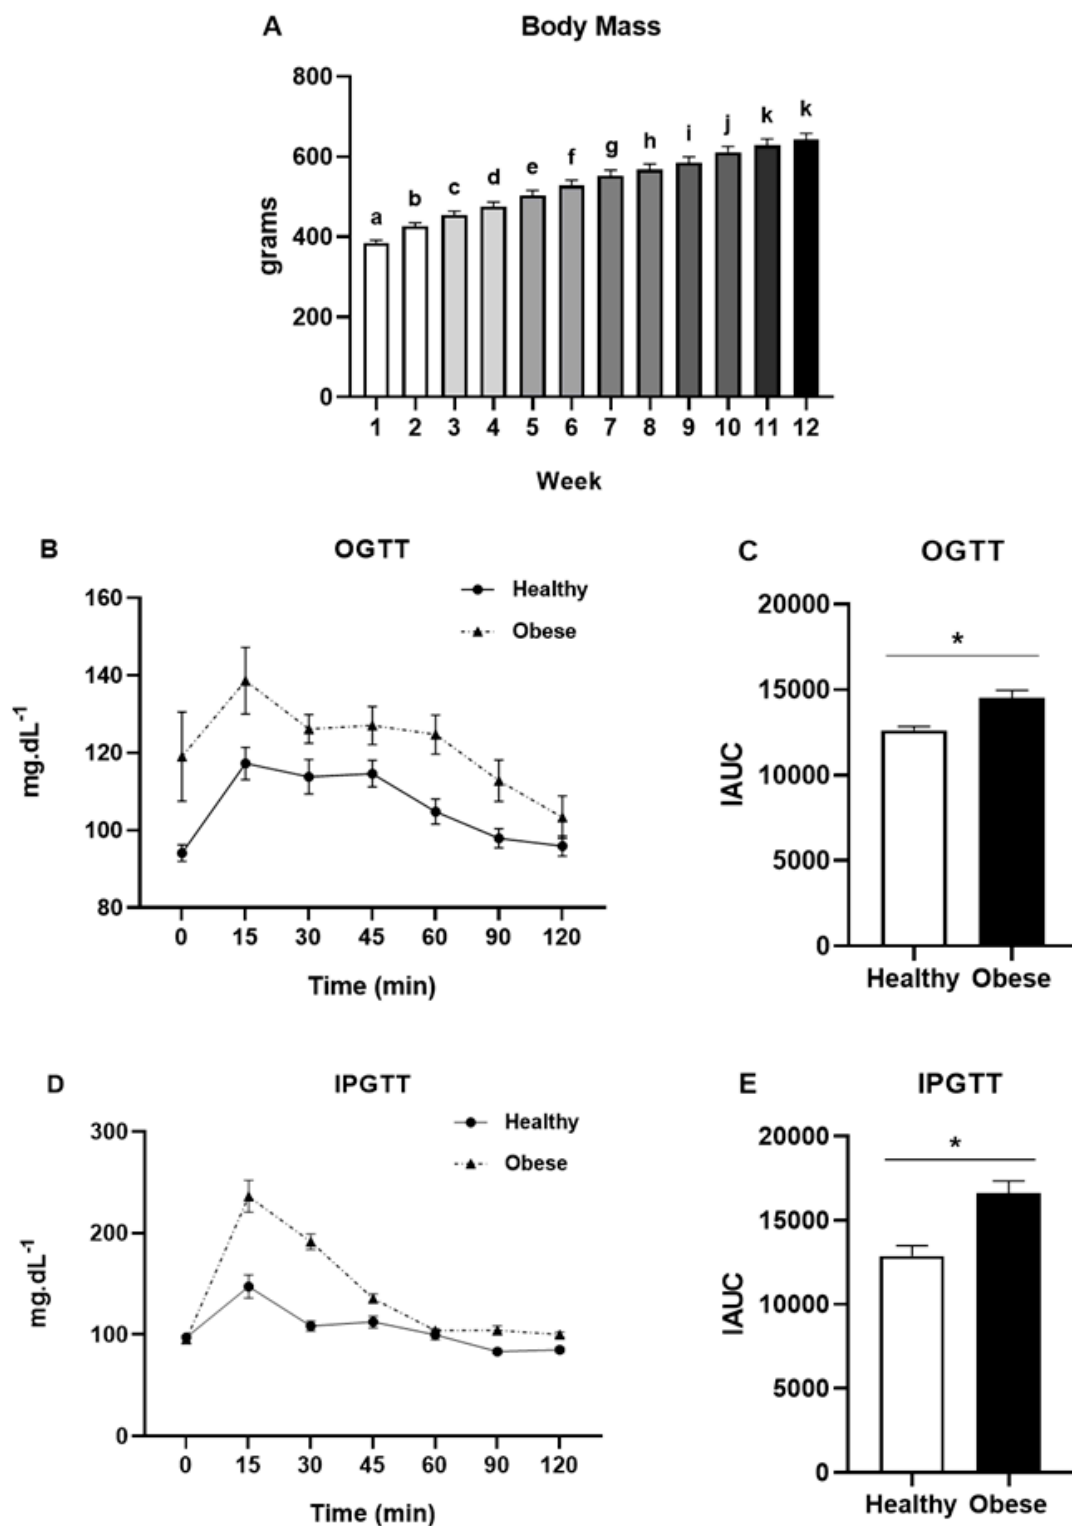 A
Body Mass
800
600
400
200
0
grams
a b c d e f g h i j k k
1 2 3 4 5 6 7 8 9 10 11 12
Week
B
OGTT
Healthy
Obese
160
140
120
100
80
mg.dL-1
0 15 30 45 60 90 120
Time (min)
C
OGTT
20000
15000
10000
5000
0
IAUC
*
Healthy Obese
D
IPGTT
Healthy
Obese
300
200
100
0
mg.dL-1
0 15 30 45 60 90 120
Time (min)
E
IPGTT
20000
15000
10000
5000
0
IAUC
*
Healthy Obese